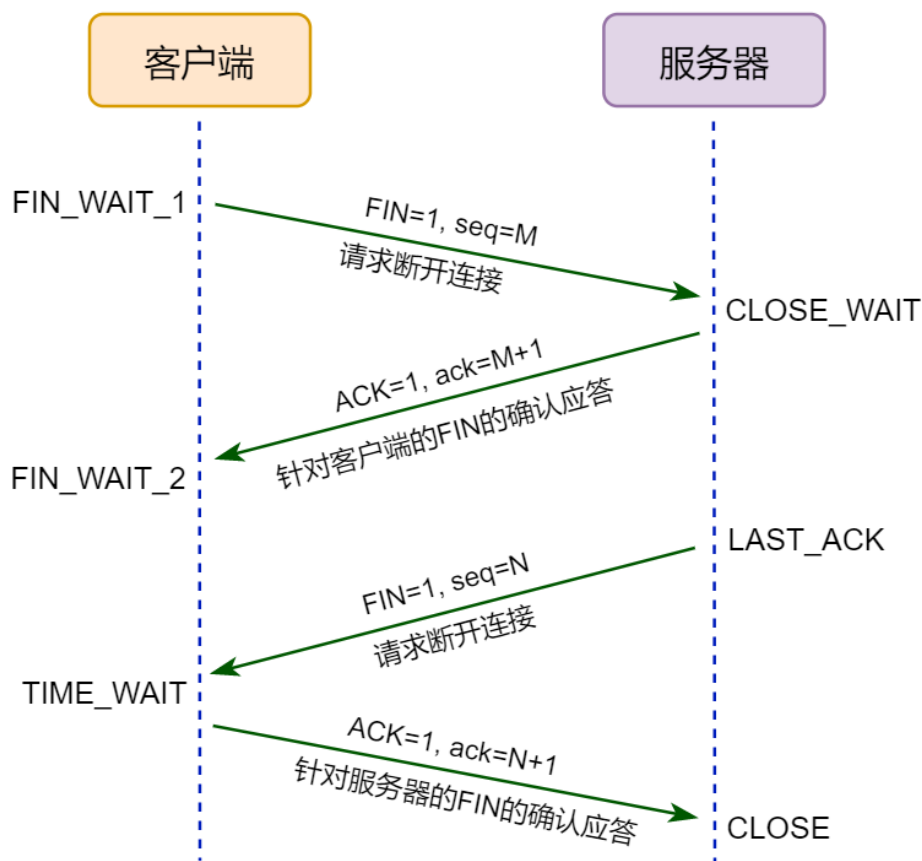 客户端
服务器
FIN_WAIT_1
FIN=1, seq=M
请求断开连接
CLOSE_WAIT
ACK=1, ack=M+1
针对客户端的FIN的确认应答
FIN_WAIT_2
LAST_ACK
FIN=1, seq=N
请求断开连接
TIME_WAIT
ACK=1, ack=N+1
针对服务器的FIN的确认应答
CLOSE